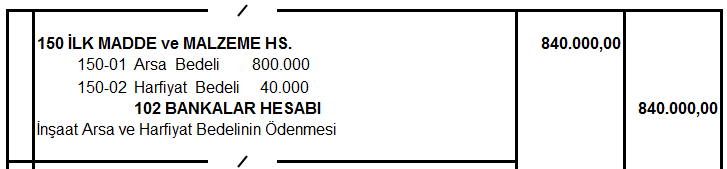 /
150 İLK MADDE ve MALZEME HS. 840.000,00
150-01 Arsa Bedeli 800.000
150-02 Harfiyat Bedeli 40.000
102 BANKALAR HESABI 840.000,00
İnşaat Arsa ve Harfiyat Bedelinin Ödenmesi
/